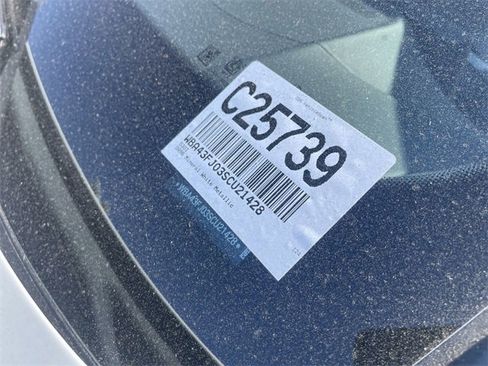 C25739
WBA43FJ03SCU21428
Mineral White Metallic
*WBA43FJ03SCU21428*